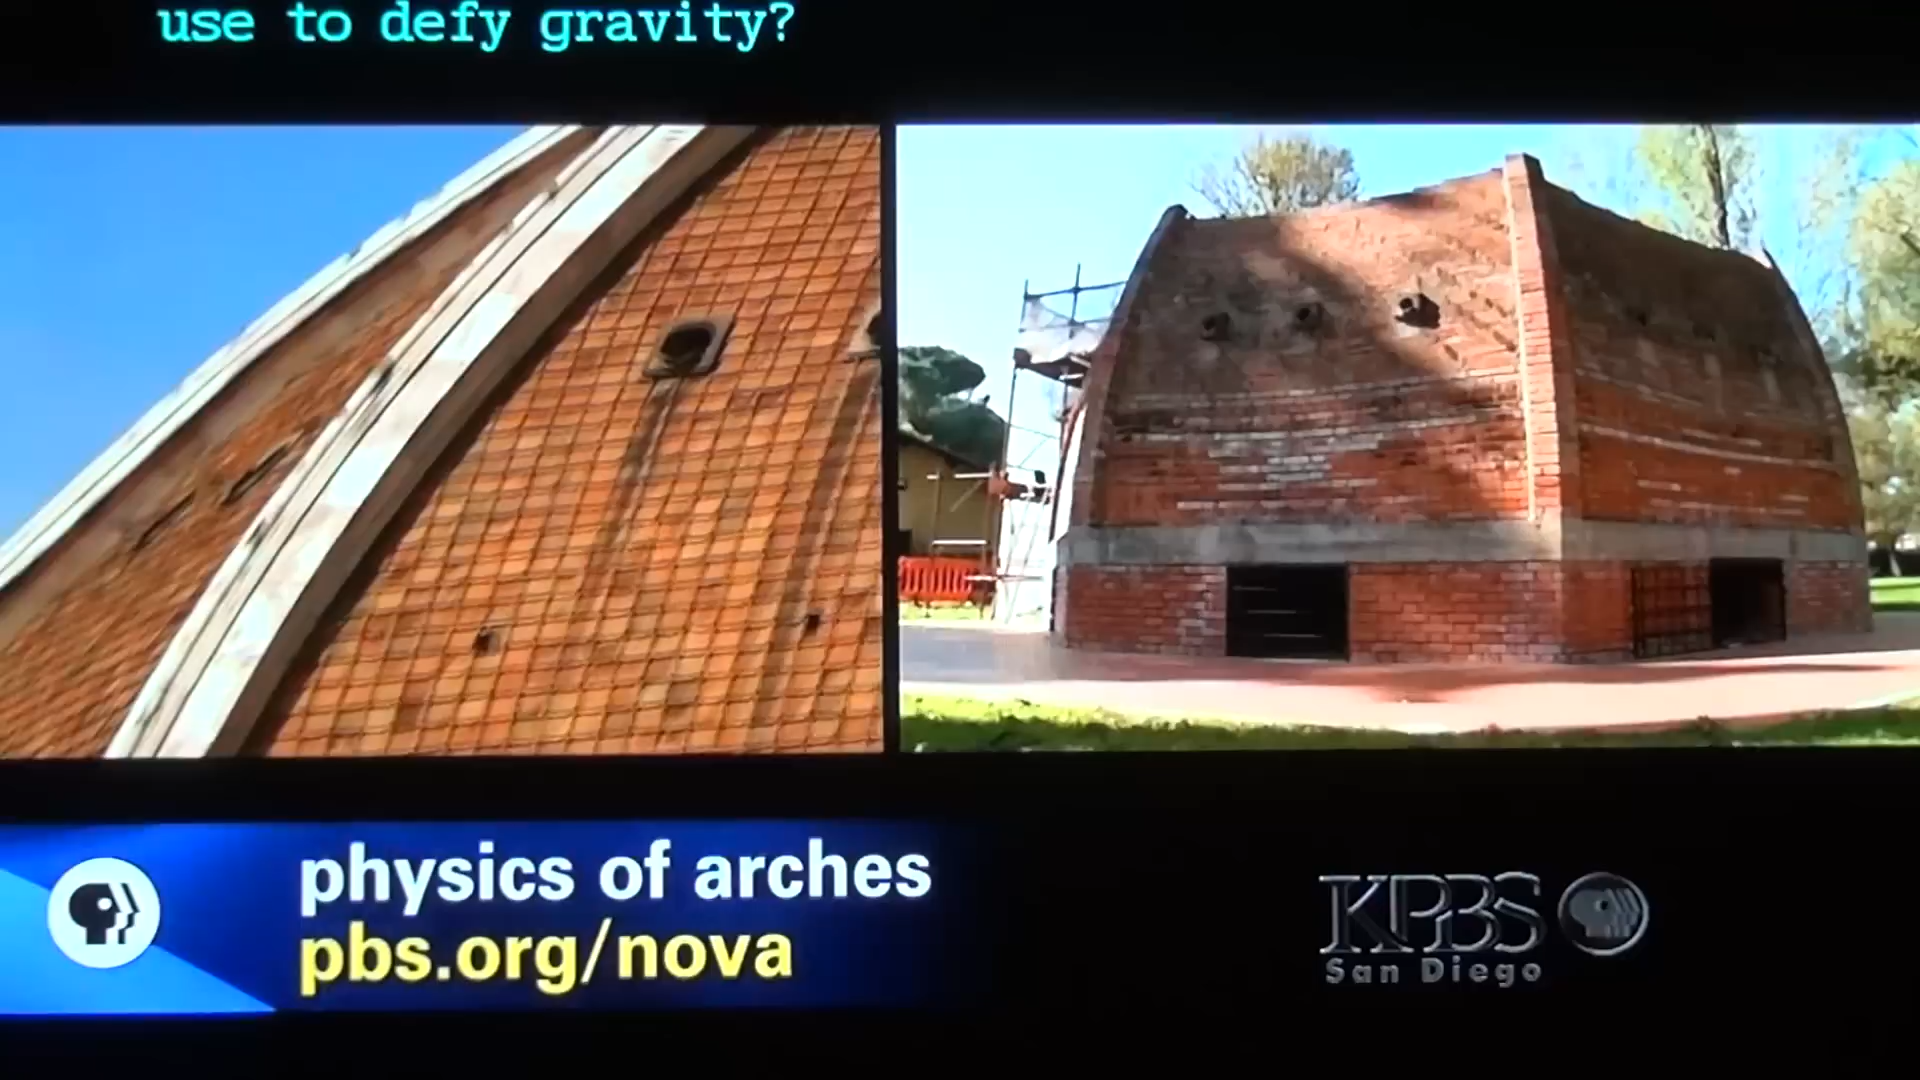 use to defy gravity?
physics of arches
pbs.org/nova
KPBS
San Diego